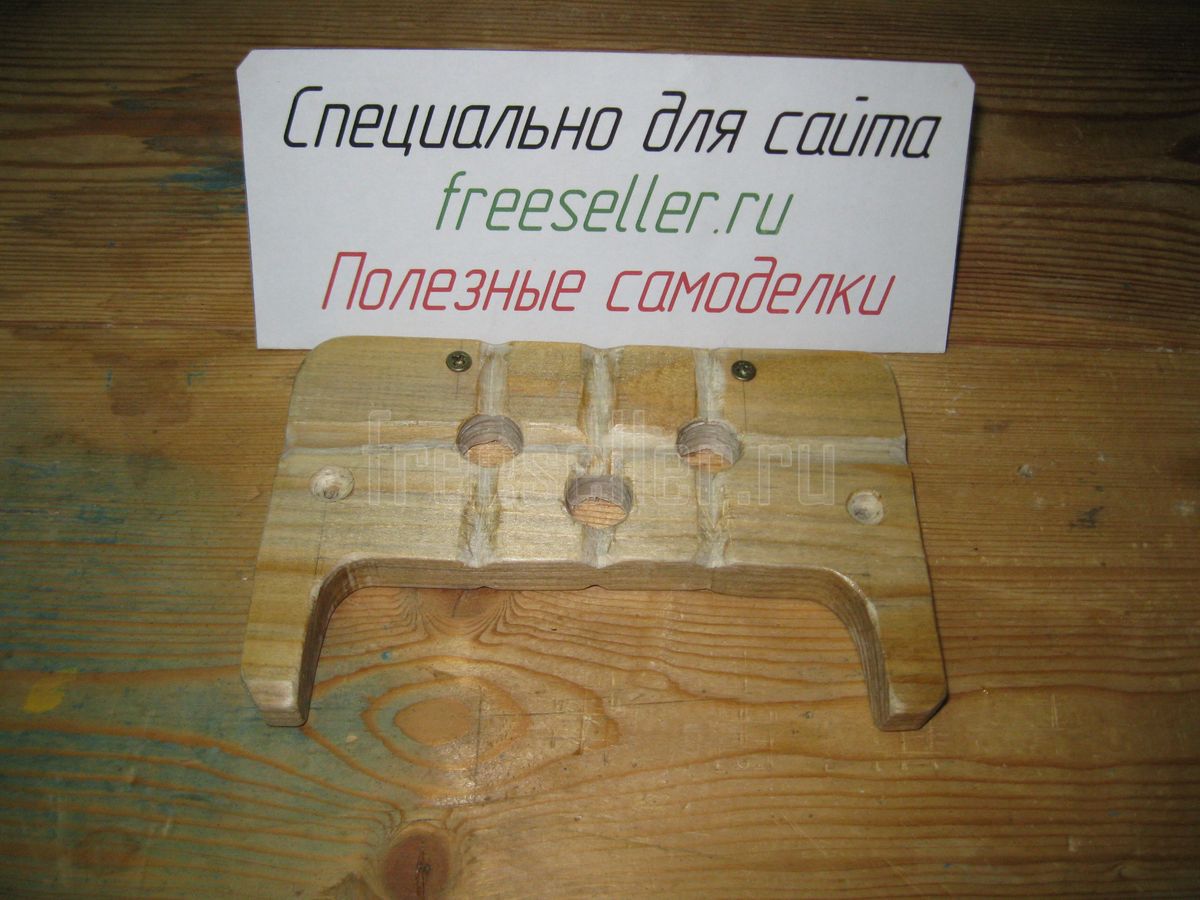 Специально для сайта
freeseller.ru
Полезные самоделки
freeseller.ru